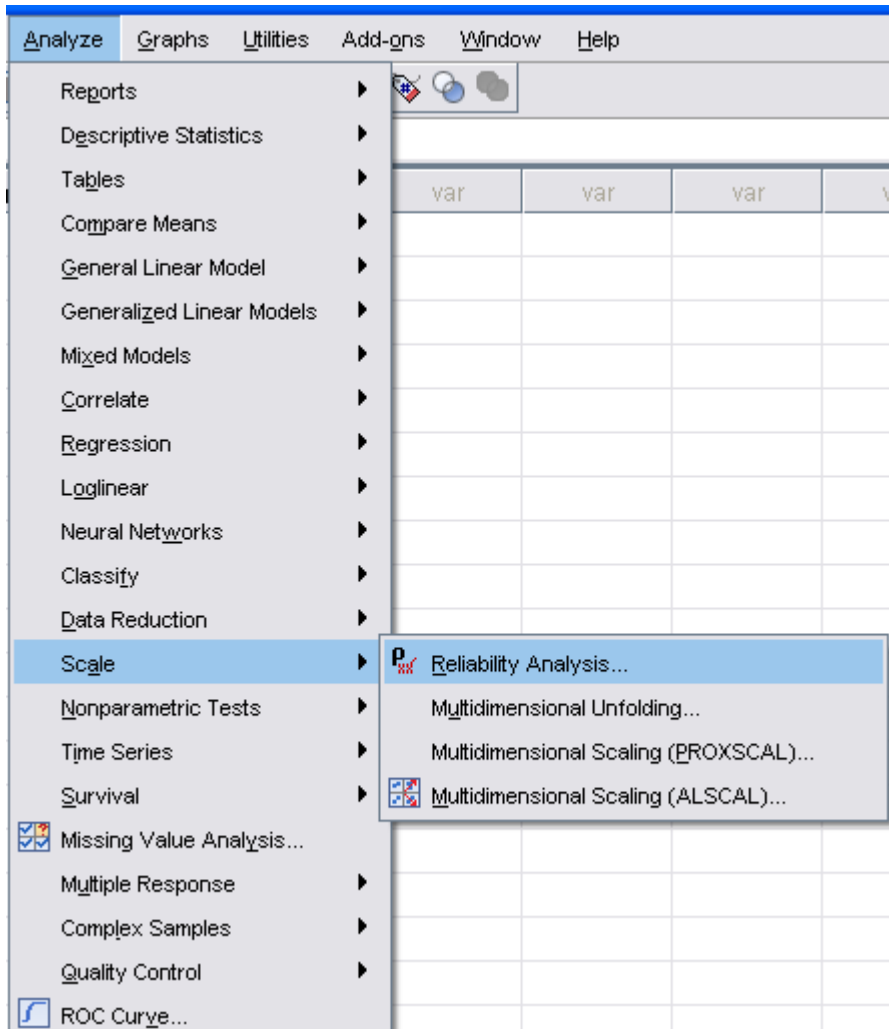 Analyze Graphs Utilities Add-ons Window Help
Reports
Descriptive Statistics
Tables
var var var
Compare Means
General Linear Model
Generalized Linear Models
Mixed Models
Correlate
Regression
Loglinear
Neural Networks
Classify
Data Reduction
Scale
Reliability Analysis...
Multidimensional Unfolding...
Multidimensional Scaling (PROXSCAL)...
Multidimensional Scaling (ALSCAL)...
Nonparametric Tests
Time Series
Survival
Missing Value Analysis...
Multiple Response
Complex Samples
Quality Control
ROC Curve...